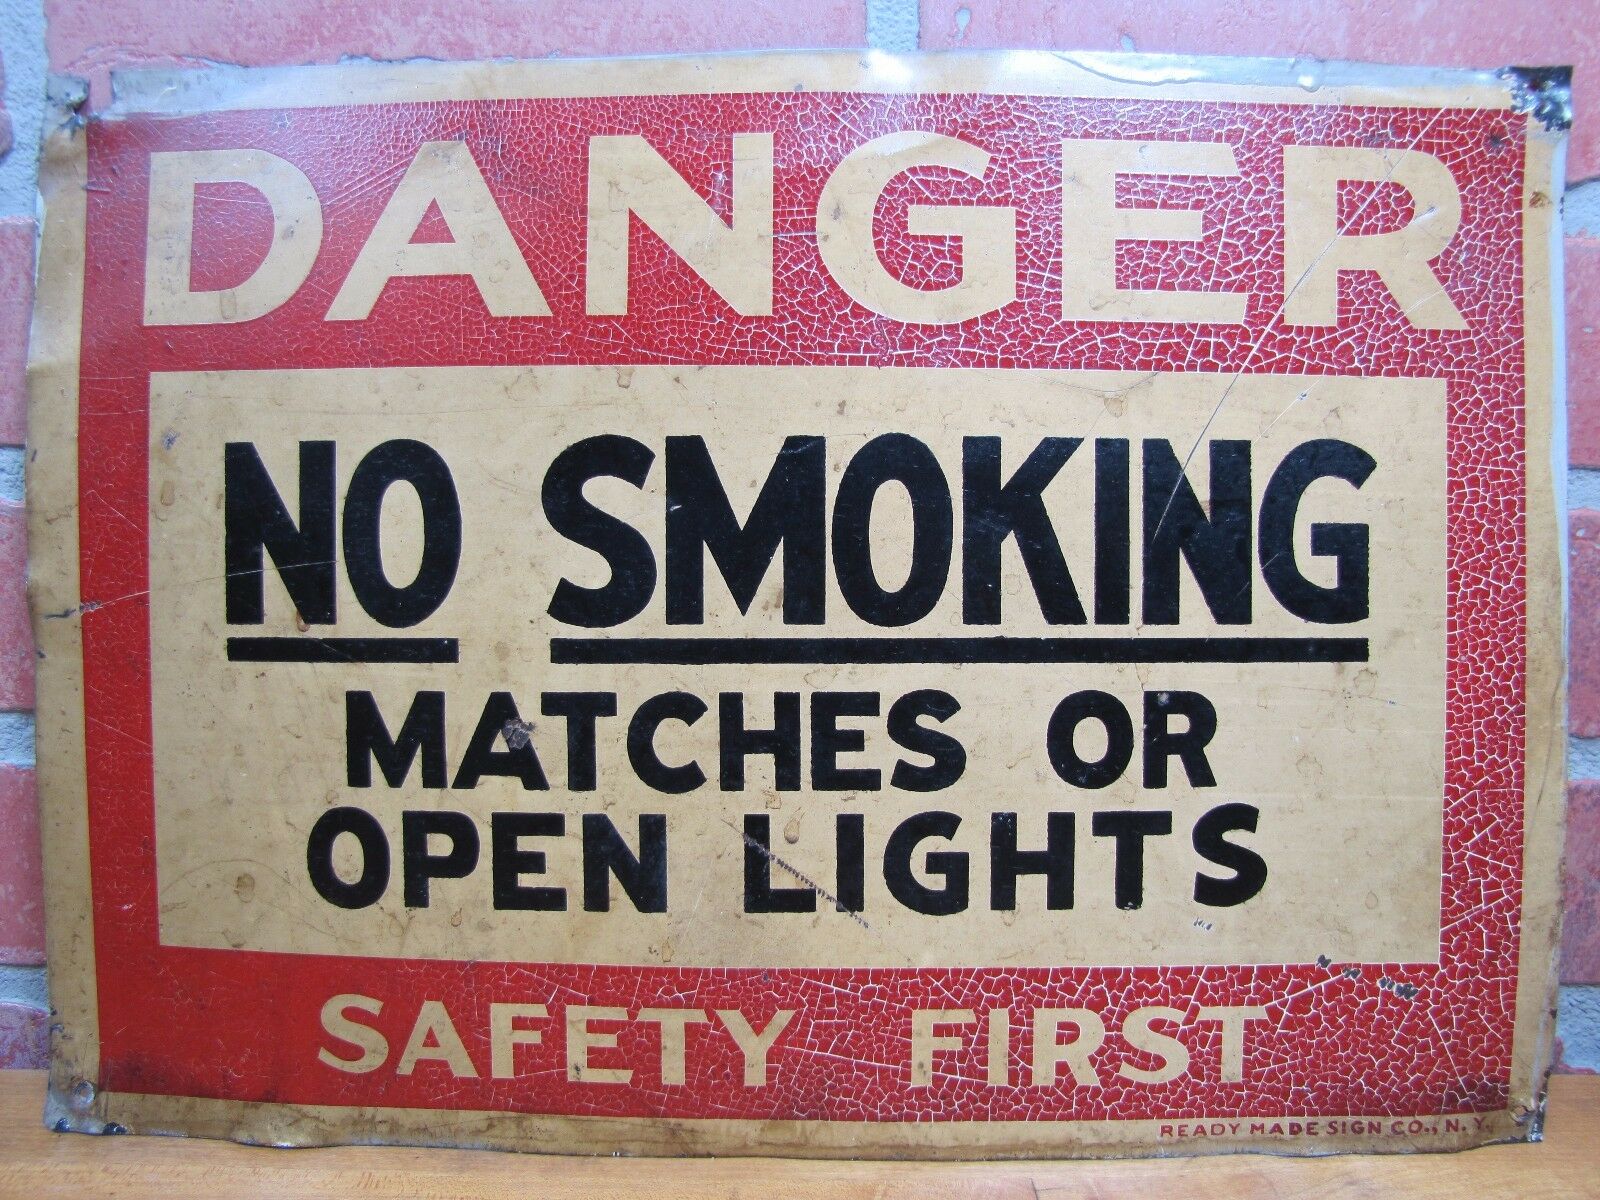 DANGER
NO SMOKING
MATCHES OR
OPEN LIGHTS
SAFETY FIRST
READY MADE SIGN CO., N.Y.